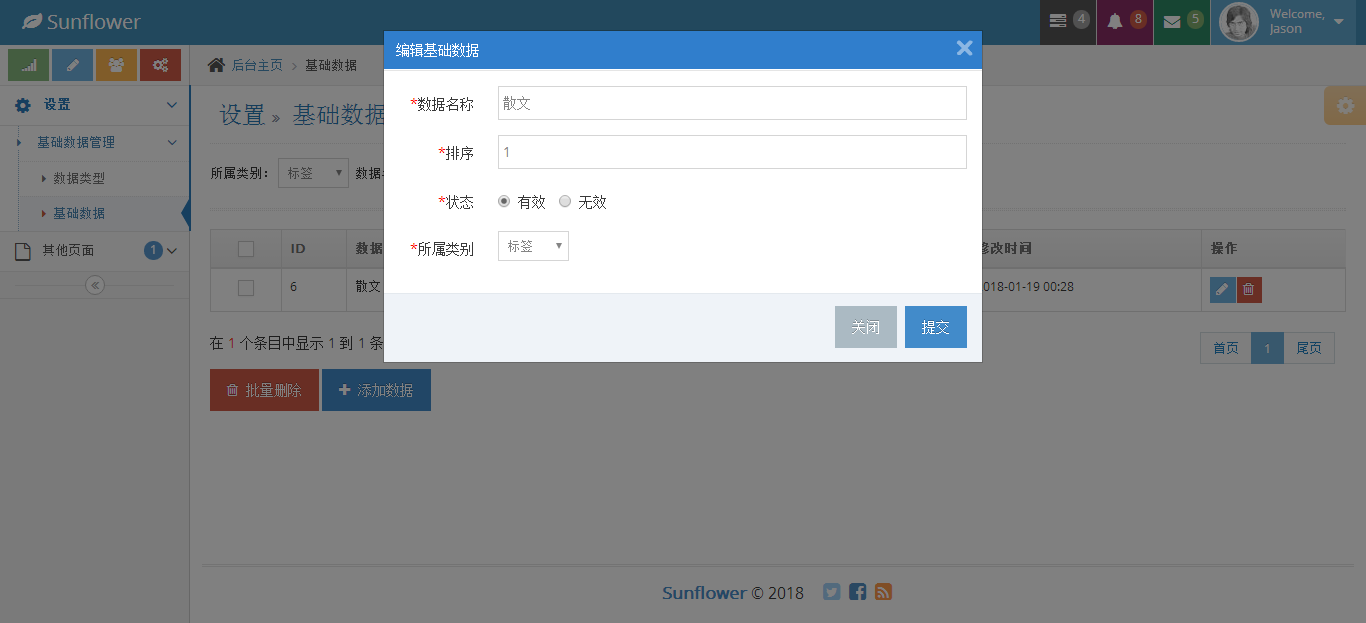 Sunflower
4
8
5
Welcome,
Jason
后台主页 基础数据
设置
基础数据管理
数据类型
基础数据
其他页面 1
设置 » 基础数据
所属类别： 标签
编辑基础数据
*数据名称 散文
*排序 1
*状态 有效 无效
*所属类别 标签
关闭 提交
ID 数据 修改时间 操作
6 散文 018-01-19 00:28
在 1 个条目中显示 1 到 1 条
首页 1 尾页
批量删除 添加数据
Sunflower © 2018